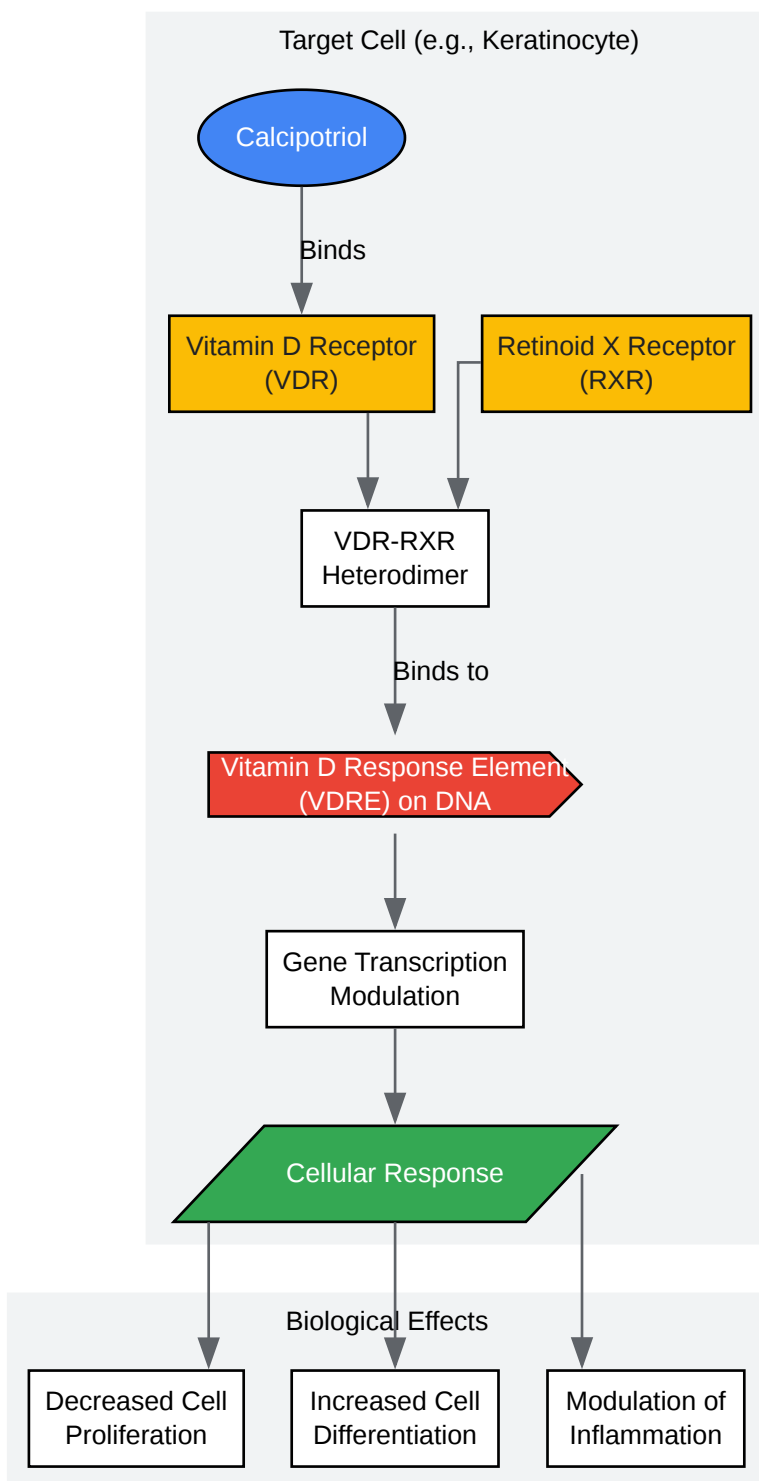 Target Cell (e.g., Keratinocyte)
Calcipotriol
Binds
Vitamin D Receptor
(VDR)
Retinoid X Receptor
(RXR)
VDR-RXR
Heterodimer
Binds to
Vitamin D Response Element
(VDRE) on DNA
Gene Transcription
Modulation
Cellular Response
Biological Effects
Decreased Cell
Proliferation
Increased Cell
Differentiation
Modulation of
Inflammation